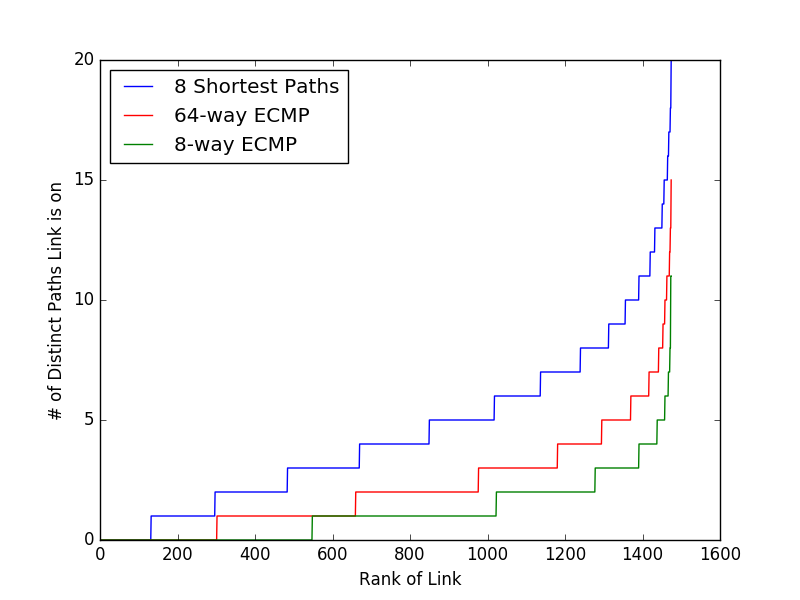 20
15
10
5
0
# of Distinct Paths Link is on
8 Shortest Paths
64-way ECMP
8-way ECMP
0 200 400 600 800 1000 1200 1400 1600
Rank of Link